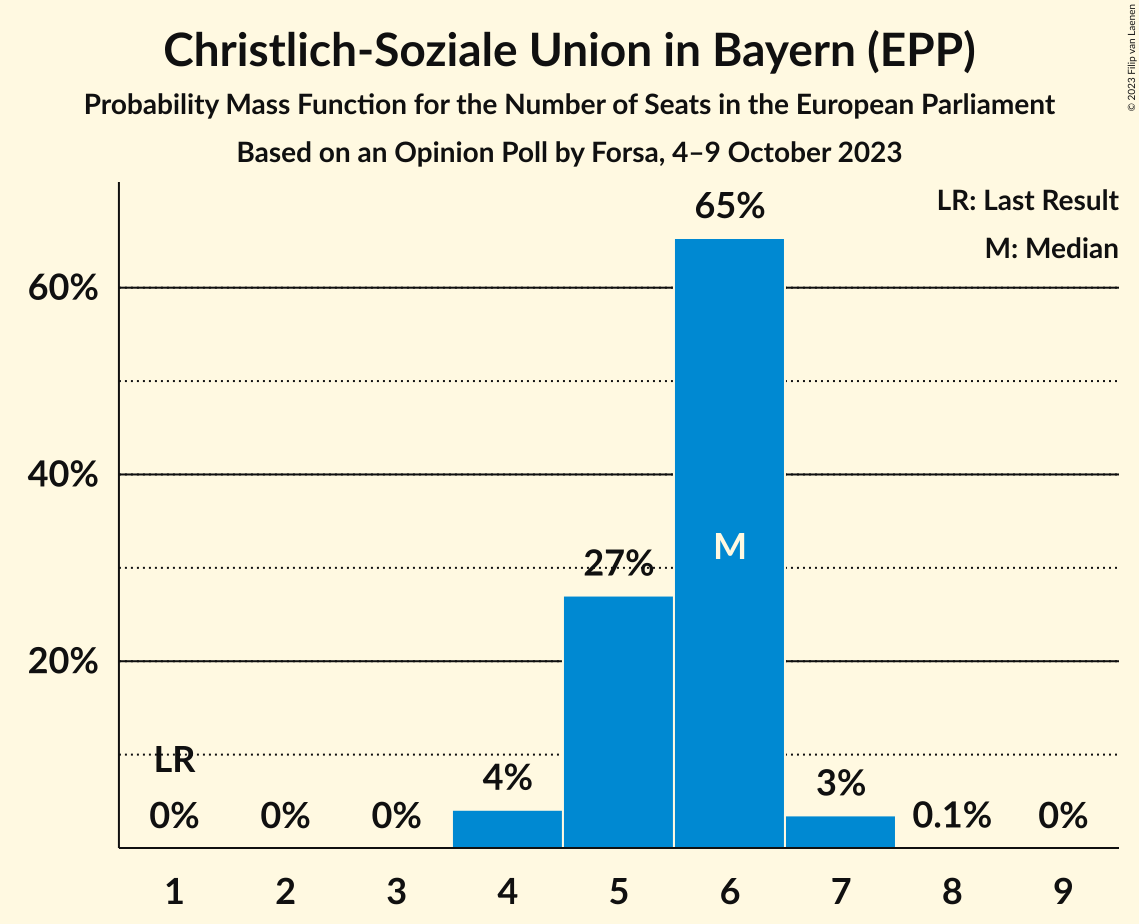 Christlich-Soziale Union in Bayern (EPP)
Probability Mass Function for the Number of Seats in the European Parliament
Based on an Opinion Poll by Forsa, 4–9 October 2023
© 2023 Filip van Laenen
LR: Last Result
M: Median
65%
60%
40%
M
27%
20%
LR
0%
0%
0%
4%
3%
0.1%
0%
1 2 3 4 5 6 7 8 9